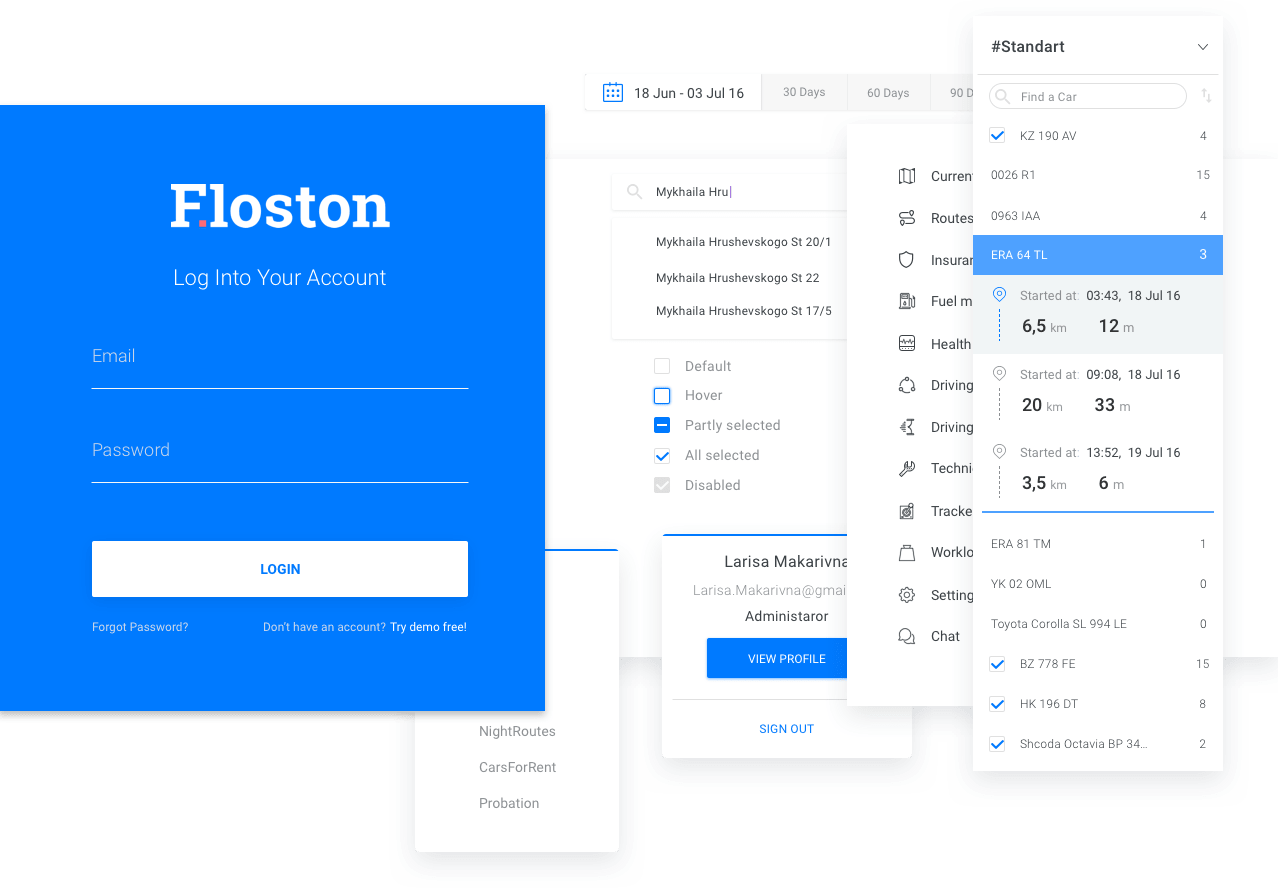 Floston
Log Into Your Account
Email
Password
LOGIN
Forgot Password?
Don't have an account? Try demo free!
18 Jun - 03 Jul 16
30 Days
60 Days
90 D
Mykhaila Hru
Mykhaila Hrushevskogo St 20/1
Mykhaila Hrushevskogo St 22
Mykhaila Hrushevskogo St 17/5
Default
Hover
Partly selected
All selected
Disabled
NightRoutes
CarsForRent
Probation
Larisa Makarivna
Larisa.Makarivna@gmai
Administaror
VIEW PROFILE
SIGN OUT
Current
Routes
Insuran
Fuel m
Health
Driving
Driving
Techni
Tracke
Worklo
Setting
Chat
#Standart
Find a Car
KZ 190 AV 4
0026 R1 15
0963 IAA 4
ERA 64 TL 3
Started at: 03:43, 18 Jul 16
6,5 km 12 m
Started at: 09:08, 18 Jul 16
20 km 33 m
Started at: 13:52, 19 Jul 16
3,5 km 6 m
ERA 81 TM 1
YK 02 OML 0
Toyota Corolla SL 994 LE 0
BZ 778 FE 15
HK 196 DT 8
Shcoda Octavia BP 34... 2